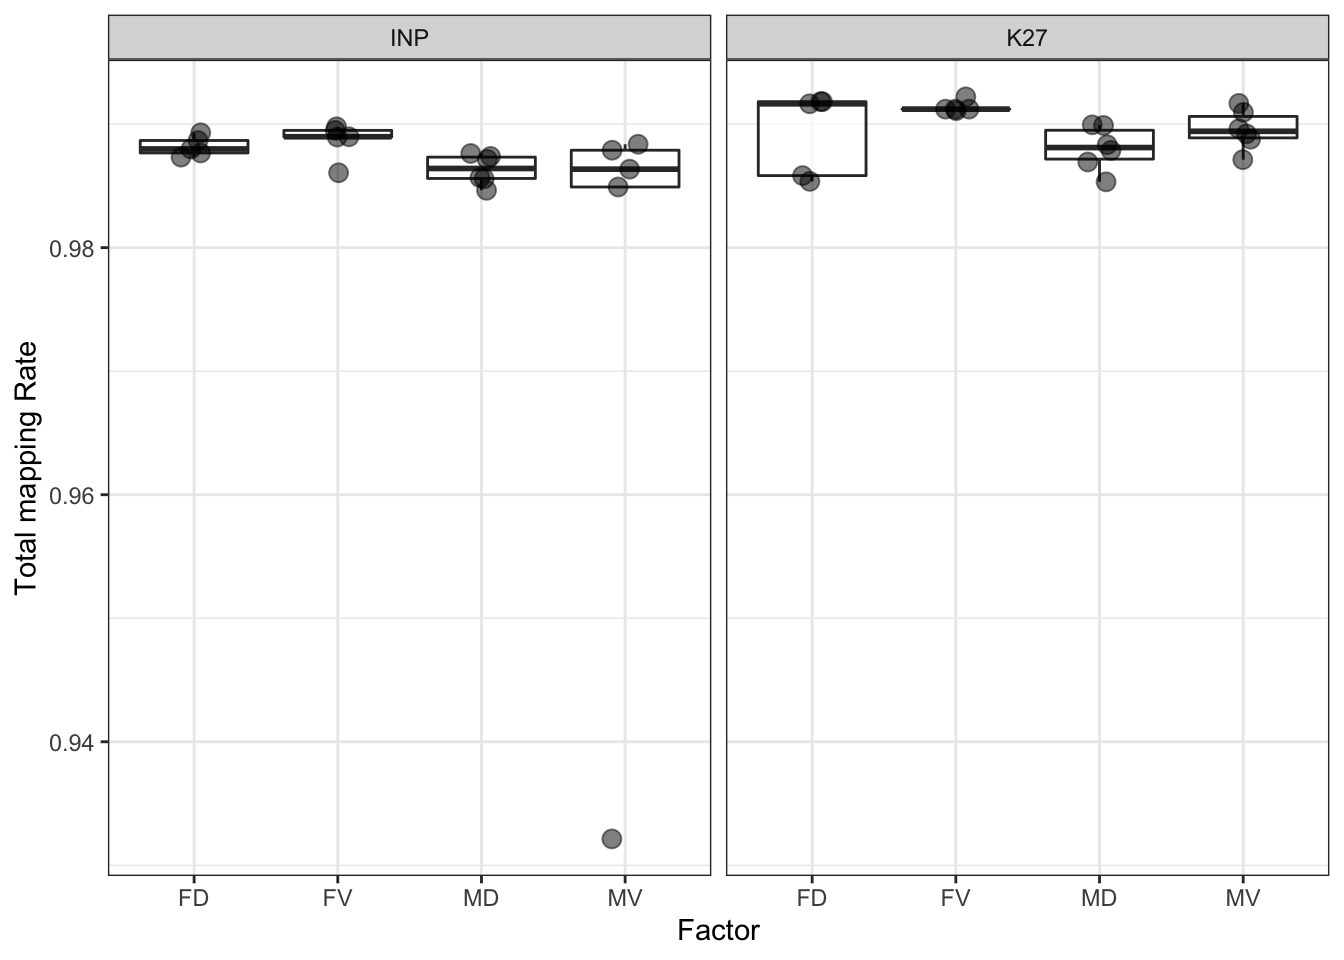 INP
K27
Total mapping Rate
0.98
0.96
0.94
FD FV MD MV
FD FV MD MV
Factor